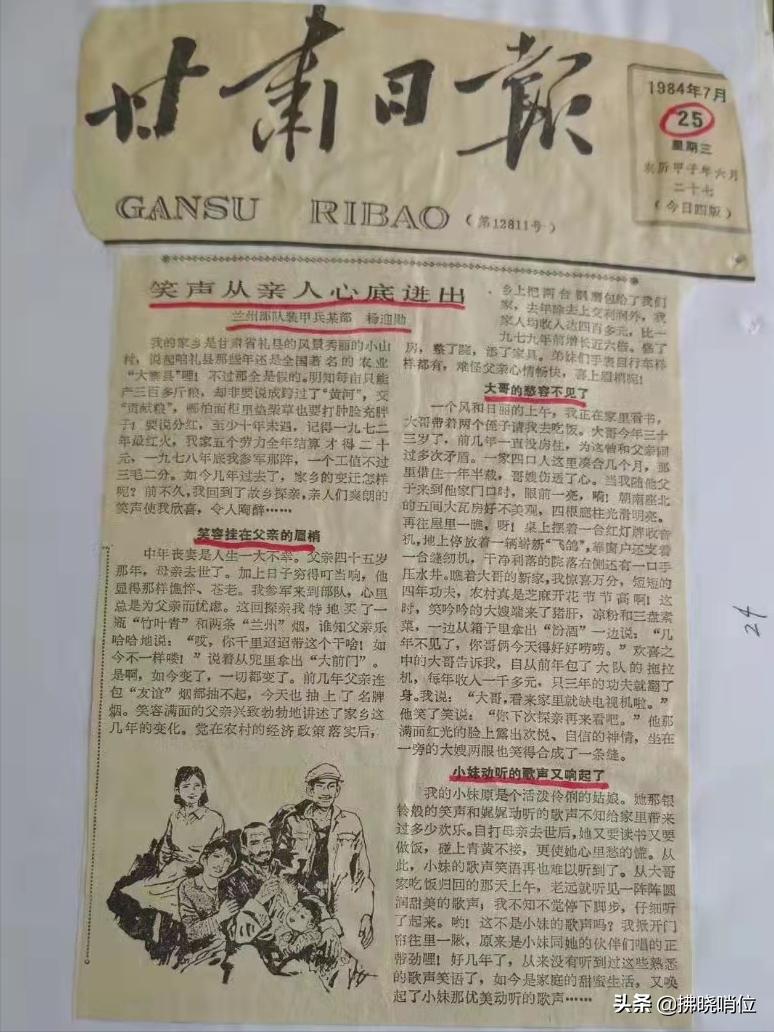 甘肃日報
GANSU RIBAO（第12811号）
1984年7月
25
星期三
农历甲子年六月
二十七
（今日四版）
笑声从亲人心底迸出
兰州部队装甲兵某部 杨迎勋
我的家乡是甘肃省礼县的风景秀丽的小山
村，说起咱礼县那些年还是全国著名的农业
“大寨县”哩！不过那全是假的。明知每亩只能
产三百多斤粮，却非要说成跨过了“黄河”，交
“贡献粮”，哪怕面柜里垫柴草也要打肿脸充胖
子！要说分红，至少十年未遇，记得一九七二
年最红火，我家五个劳力全年结算才得二十
元，一九七八年底我参军那阵，一个工值不过
三毛二分。如今几年过去了，家乡的变迁怎样
呢？前不久，我回到了故乡探亲，亲人们爽朗的
笑声使我欣喜，令人陶醉……
笑容挂在父亲的眉梢
中年丧妻是人生一大不幸。父亲四十五岁
那年，母亲去世了。加上日子穷得叮当响，他
显得那样憔悴、苍老。我参军来到部队，心里
总是为父亲而忧虑。这回探亲我特地买了一
瓶“竹叶青”和两条“兰州”烟，谁知父亲乐
哈哈地说：“哎，你千里迢迢带这个干啥！如
今不一样喽！”说着从兜里拿出“大前门”。
是啊，如今变了，一切都变了。前几年父亲连
包“友谊”烟都抽不起，今天也抽上了名牌
烟。笑容满面的父亲兴致勃勃地讲述了家乡这
几年的变化。党在农村的经济政策落实后，
乡上把两台钢磨包给了我们
家，去年除去上交利润外，我
家人均收入达四百多元，比一
九七九年前增长近六倍。盖了
房，整了院，添了家具。弟妹们手表自行车样
样都有，难怪父亲心情畅快，喜上眉梢呢！
大哥的愁容不见了
一个风和日丽的上午，我正在家里看书，
大哥带着两个侄子请我去吃饭。大哥今年三十
三岁了，前几年一直没房住，为这曾和父亲闹
过多次矛盾。一家四口人这里凑合几个月，那
里借住一年半载，哥嫂伤透了心。当我随他父
子来到他家门口时，眼前一亮，嗬！朝南座北
的五间大瓦房好不美观，四根底柱光滑明亮。
再往屋里一瞧，呀！桌上摆着一台红灯牌收音
机，地上停放着一辆崭新“飞鸽”，靠窗户还支着
一台缝纫机，干净利落的院落右侧还有一口手
压水井。瞧着大哥的新家，我惊喜万分，短短的
四年功夫，农村真是芝麻开花节节高啊！这
时，笑吟吟的大嫂端来了猪肝，凉粉和三盘素
菜，一边从箱子里拿出“汾酒”一边说：“几
年不见了，你哥俩今天得好好唠唠。”欢喜之
中的大哥告诉我，自从前年包了大队的拖拉
机，每年收入一千多元，只三年的功夫就翻了
身。我说：“大哥，看来家里就缺电视机啦。”
他笑了笑说：“你下次探亲再来看吧。”他那
满面红光的脸上露出欢悦、自信的神情，坐在
一旁的大嫂两眼也笑得合成了一条缝。
小妹动听的歌声又响起了
我的小妹原是个活泼伶俐的姑娘。她那银
铃般的笑声和娓娓动听的歌声不知给家里带来
过多少欢乐。自打母亲去世后，她又要读书又要
做饭，碰上青黄不接，更使她心里愁的慌。从
此，小妹的歌声笑语再也难以听到了。从大哥
家吃饭归回的那天上午，老远就听见一阵阵圆
润甜美的歌声，我不知不觉停下脚步，仔细听
了起来。哟！这不是小妹的歌声吗？我掀开门
帘往里一瞅，原来是小妹同她的伙伴们唱的正
带劲哩！好几年了，从来没有听到过这些熟悉
的歌声笑语了，如今是家庭的甜蜜生活，又唤
起了小妹那优美动听的歌声……
24
头条 @拂晓哨位